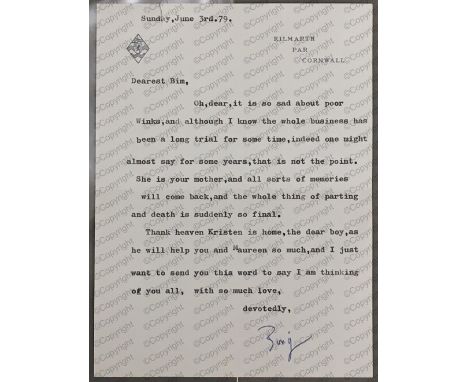 Sunday,June 3rd.79.
KILMARTH
PAR
CORNWALL
Dearest Bim,
Oh,dear,it is so sad about poor
Winks,and although I know the whole business has
been a long trial for some time,indeed one might
almost say for some years,that is not the point.
She is your mother,and all sorts of memories
will come back,and the whole thing of parting
and death is suddenly so final.
Thank heaven Kristen is home,the dear boy,as
he will help you and Maureen so much,and I just
want to send you this word to say I am thinking
of you all, with so much love,
devotedly,
Bing
©Copyright